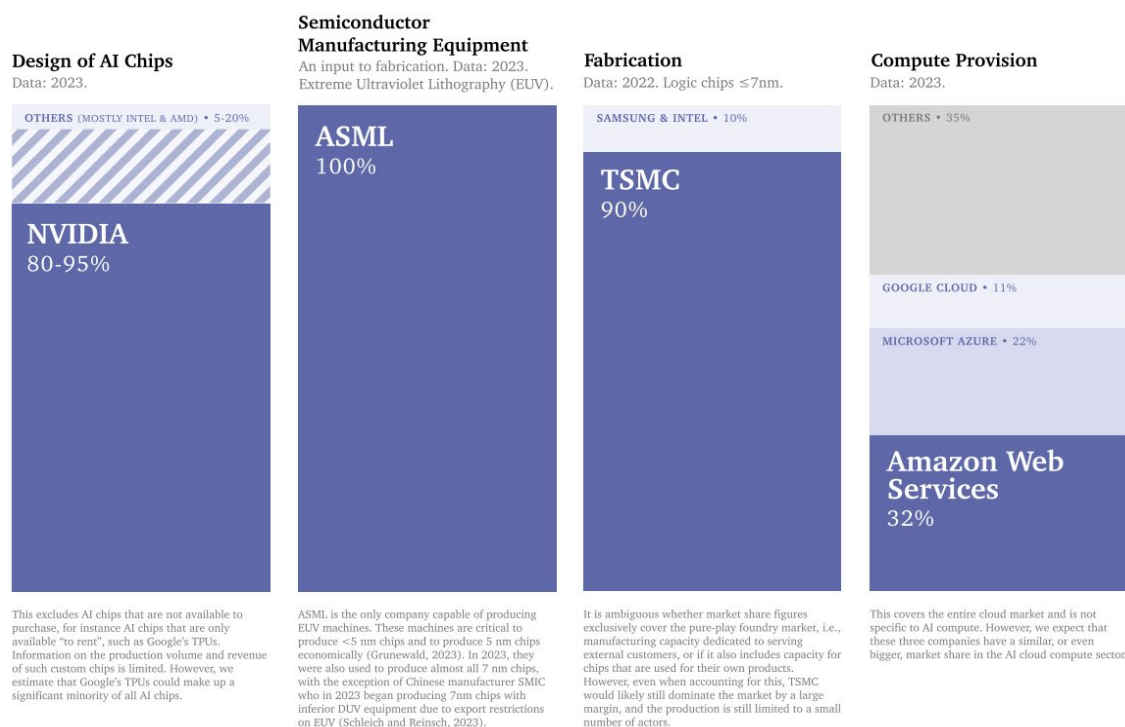 Design of AI Chips
Data: 2023.
OTHERS (MOSTLY INTEL & AMD) • 5-20%
NVIDIA
80-95%
This excludes AI chips that are not available to
purchase, for instance AI chips that are only
available “to rent”, such as Google’s TPUs.
Information on the production volume and revenue
of such custom chips is limited. However, we
estimate that Google’s TPUs could make up a
significant minority of all AI chips.
Semiconductor
Manufacturing Equipment
An input to fabrication. Data: 2023.
Extreme Ultraviolet Lithography (EUV).
ASML
100%
ASML is the only company capable of producing
EUV machines. These machines are critical to
produce <5 nm chips and to produce 5 nm chips
economically (Grunewald, 2023). In 2023, they
were also used to produce almost all 7 nm chips,
with the exception of Chinese manufacturer SMIC
who in 2023 began producing 7nm chips with
inferior DUV equipment due to export restrictions
on EUV (Schleich and Reinsch, 2023).
Fabrication
Data: 2022. Logic chips ≤7nm.
SAMSUNG & INTEL • 10%
TSMC
90%
It is ambiguous whether market share figures
exclusively cover the pure-play foundry market, i.e.,
manufacturing capacity dedicated to serving
external customers, or if it also includes capacity for
chips that are used for their own products.
However, even when accounting for this, TSMC
would likely still dominate the market by a large
margin, and the production is still limited to a small
number of actors.
Compute Provision
Data: 2023.
OTHERS • 35%
GOOGLE CLOUD • 11%
MICROSOFT AZURE • 22%
Amazon Web
Services
32%
This covers the entire cloud market and is not
specific to AI compute. However, we expect that
these three companies have a similar, or even
bigger, market share in the AI cloud compute sector